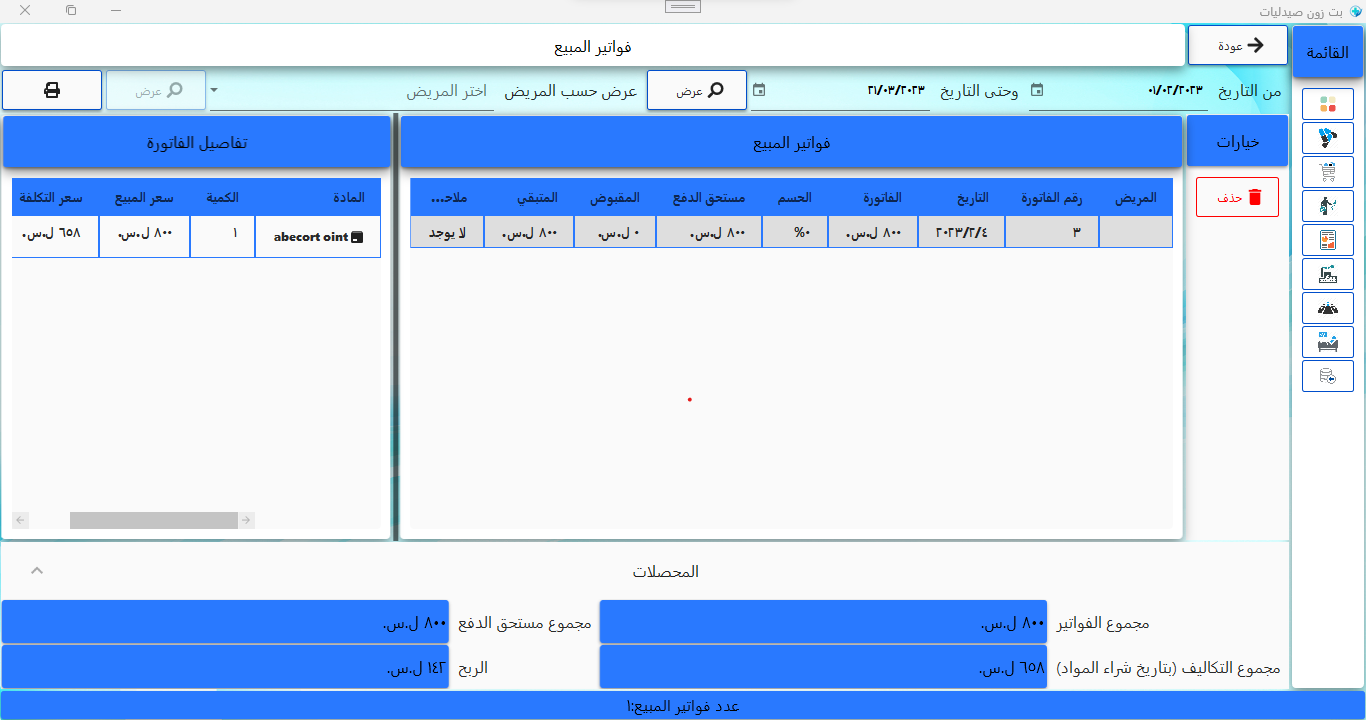 بت زون صيدليات
القائمة
عودة
فواتير المبيع
من التاريخ ٠١/٠٢/٢٠٢٣ وحتى التاريخ ٢١/٠٣/٢٠٢٣ عرض عرض حسب المريض اختر المريض عرض
خيارات
حذف
فواتير المبيع
المريض رقم الفاتورة التاريخ الفاتورة الحسم مستحق الدفع المقبوض المتبقي ملاحـ...
٣ ٢٠٢٣/٢/٤ ٨٠٠ ل.س. ٠% ٨٠٠ ل.س. ٠ ل.س. ٨٠٠ ل.س. لا يوجد
تفاصيل الفاتورة
المادة الكمية سعر المبيع سعر التكلفة
abecort oint ١ ٨٠٠ ل.س. ٦٥٨ ل.س.
المحصلات
مجموع الفواتير ٨٠٠ ل.س. مجموع مستحق الدفع ٨٠٠ ل.س.
مجموع التكاليف (بتاريخ شراء المواد) ٦٥٨ ل.س. الربح ١٤٢ ل.س.
عدد فواتير المبيع:١